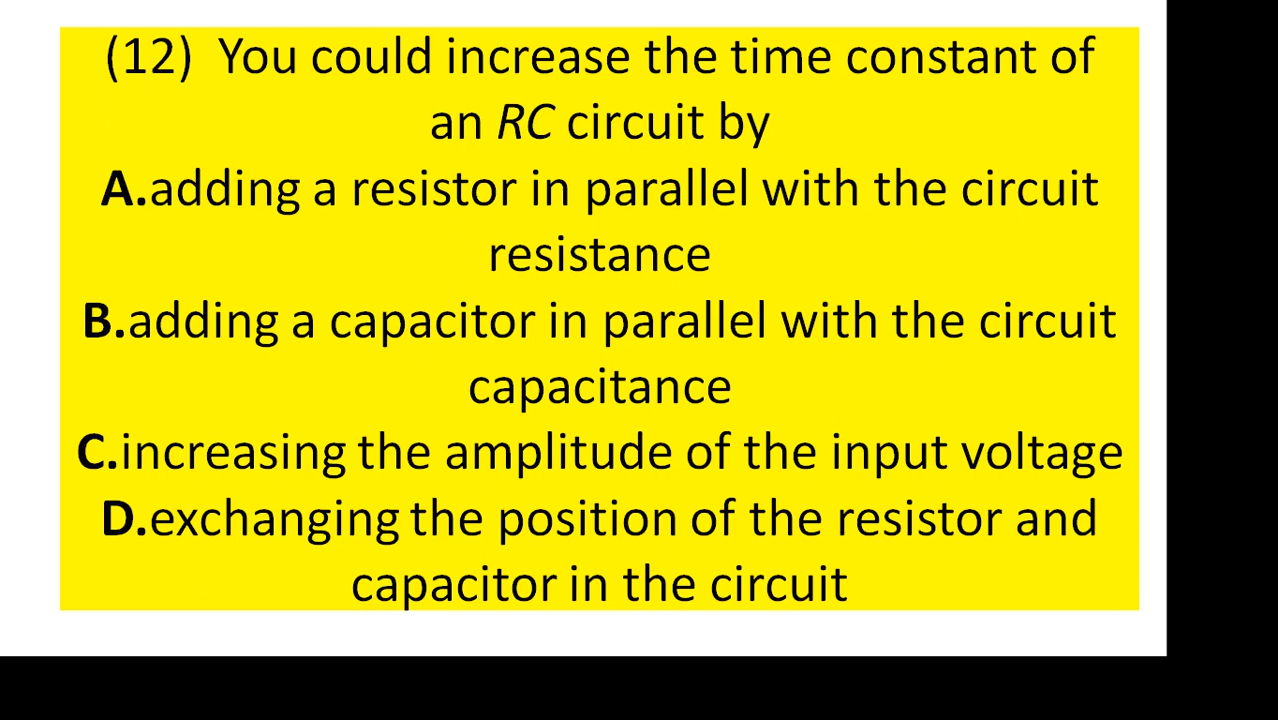 (12)  You could increase the time constant of
an RC circuit by
A.adding a resistor in parallel with the circuit
resistance
B.adding a capacitor in parallel with the circuit
capacitance
C.increasing the amplitude of the input voltage
D.exchanging the position of the resistor and
capacitor in the circuit